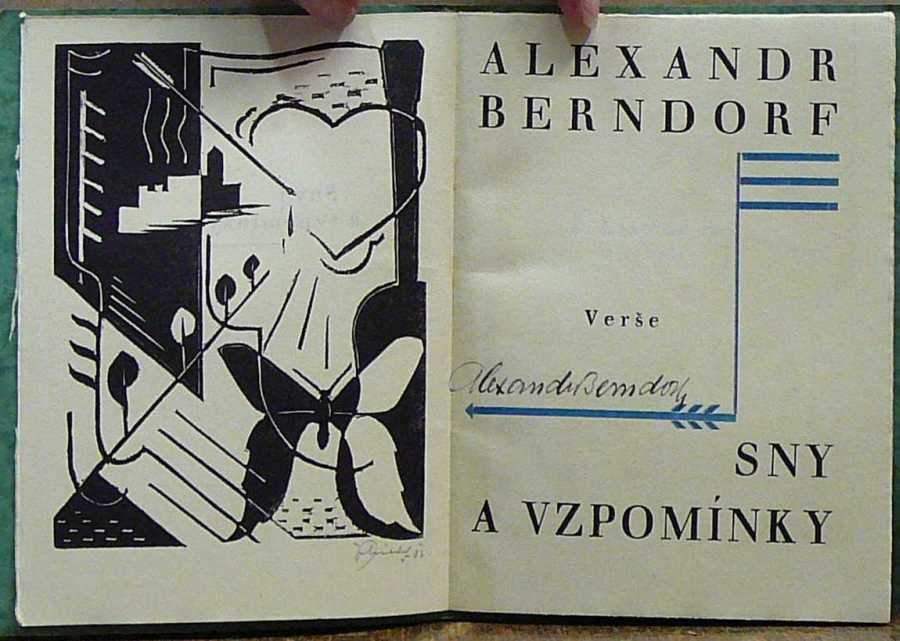 ALEXANDR
BERNDORF
Verše
Alexandr Berndorf
SNY
A VZPOMÍNKY